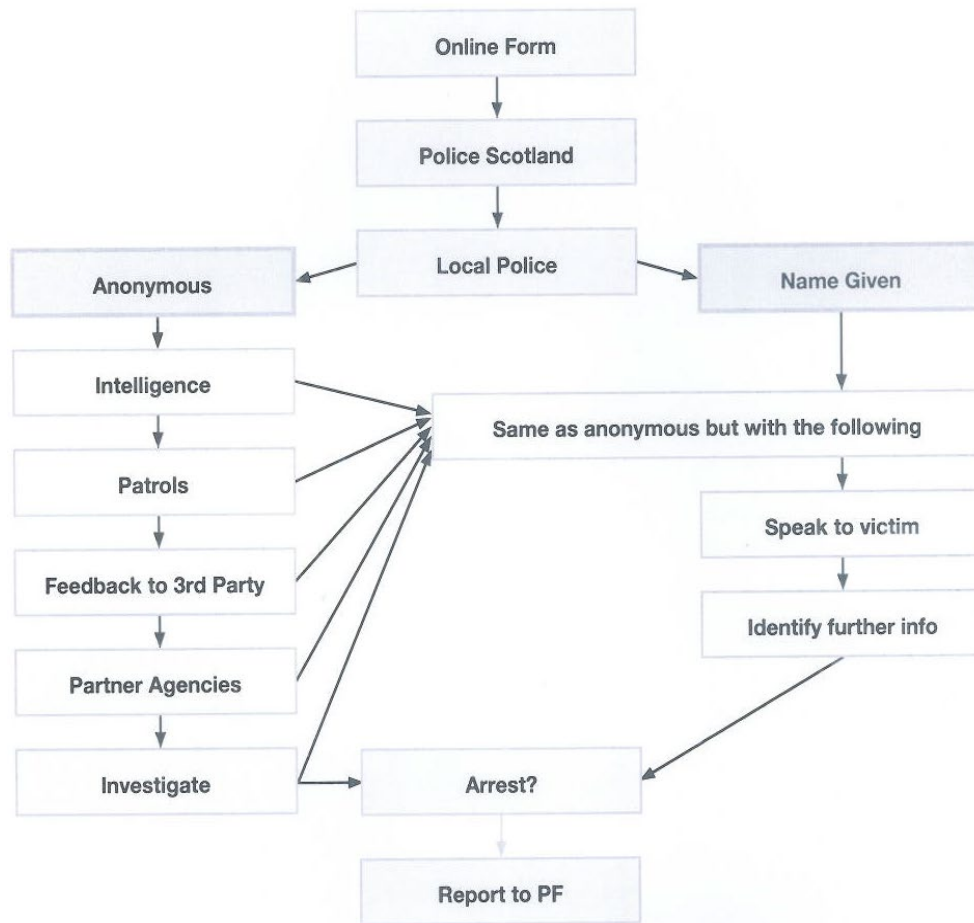 Online Form
Police Scotland
Local Police
Anonymous
Name Given
Intelligence
Same as anonymous but with the following
Patrols
Speak to victim
Feedback to 3rd Party
Identify further info
Partner Agencies
Investigate
Arrest?
Report to PF